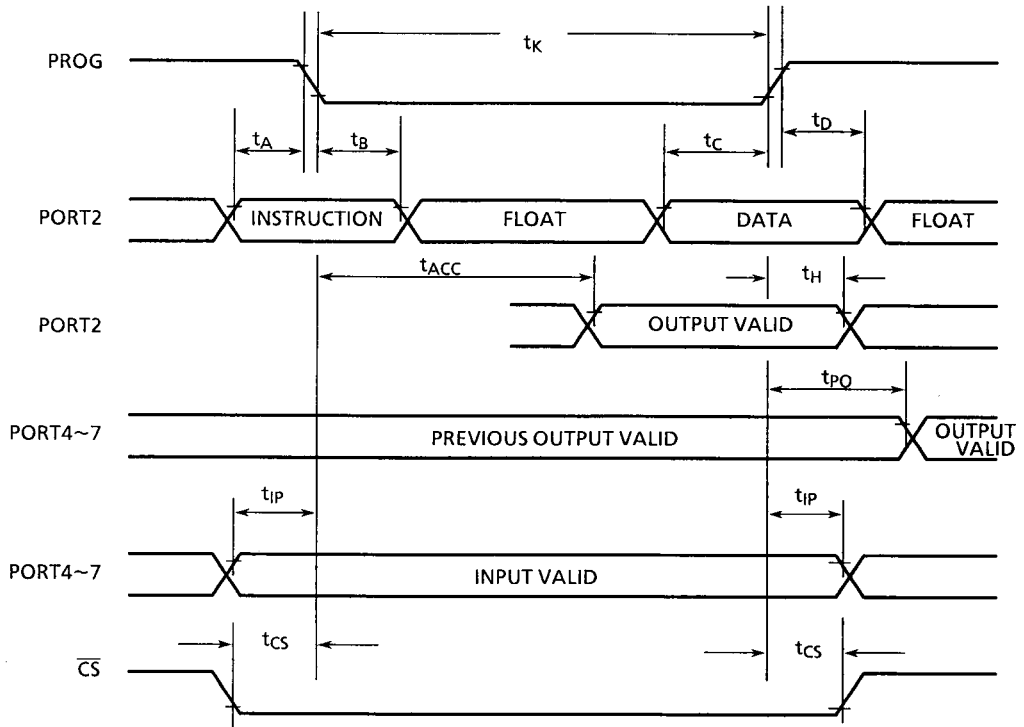 tK
PROG
tA
tB
tC
tD
PORT2
INSTRUCTION
FLOAT
DATA
FLOAT
tACC
tH
PORT2
OUTPUT VALID
tPO
PORT4~7
PREVIOUS OUTPUT VALID
OUTPUT
VALID
tIP
tIP
PORT4~7
INPUT VALID
tCS
tCS
CS